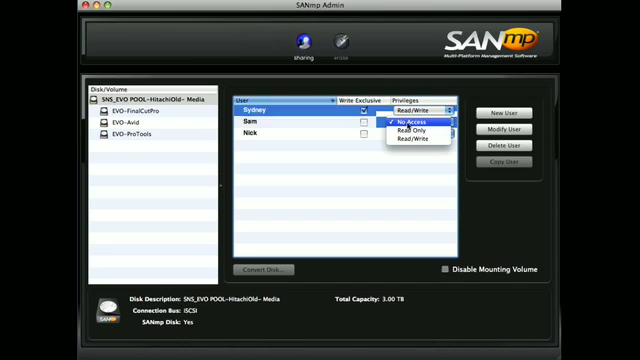 SANmp Admin
sharing
erase
SANmp
Multi-Platform Management Software
Disk/Volume
SNS_EVO POOL-HitachiOld- Media
EVO-FinalCutPro
EVO-Avid
EVO-ProTools
User Write Exclusive Privileges
Sydney Read/Write
Sam No Access
Read Only
Nick Read/Write
New User
Modify User
Delete User
Copy User
Convert Disk...
Disable Mounting Volume
Disk Description: SNS_EVO POOL-HitachiOld- Media
Total Capacity: 3.00 TB
Connection Bus: iSCSI
SANmp Disk: Yes
SANmp